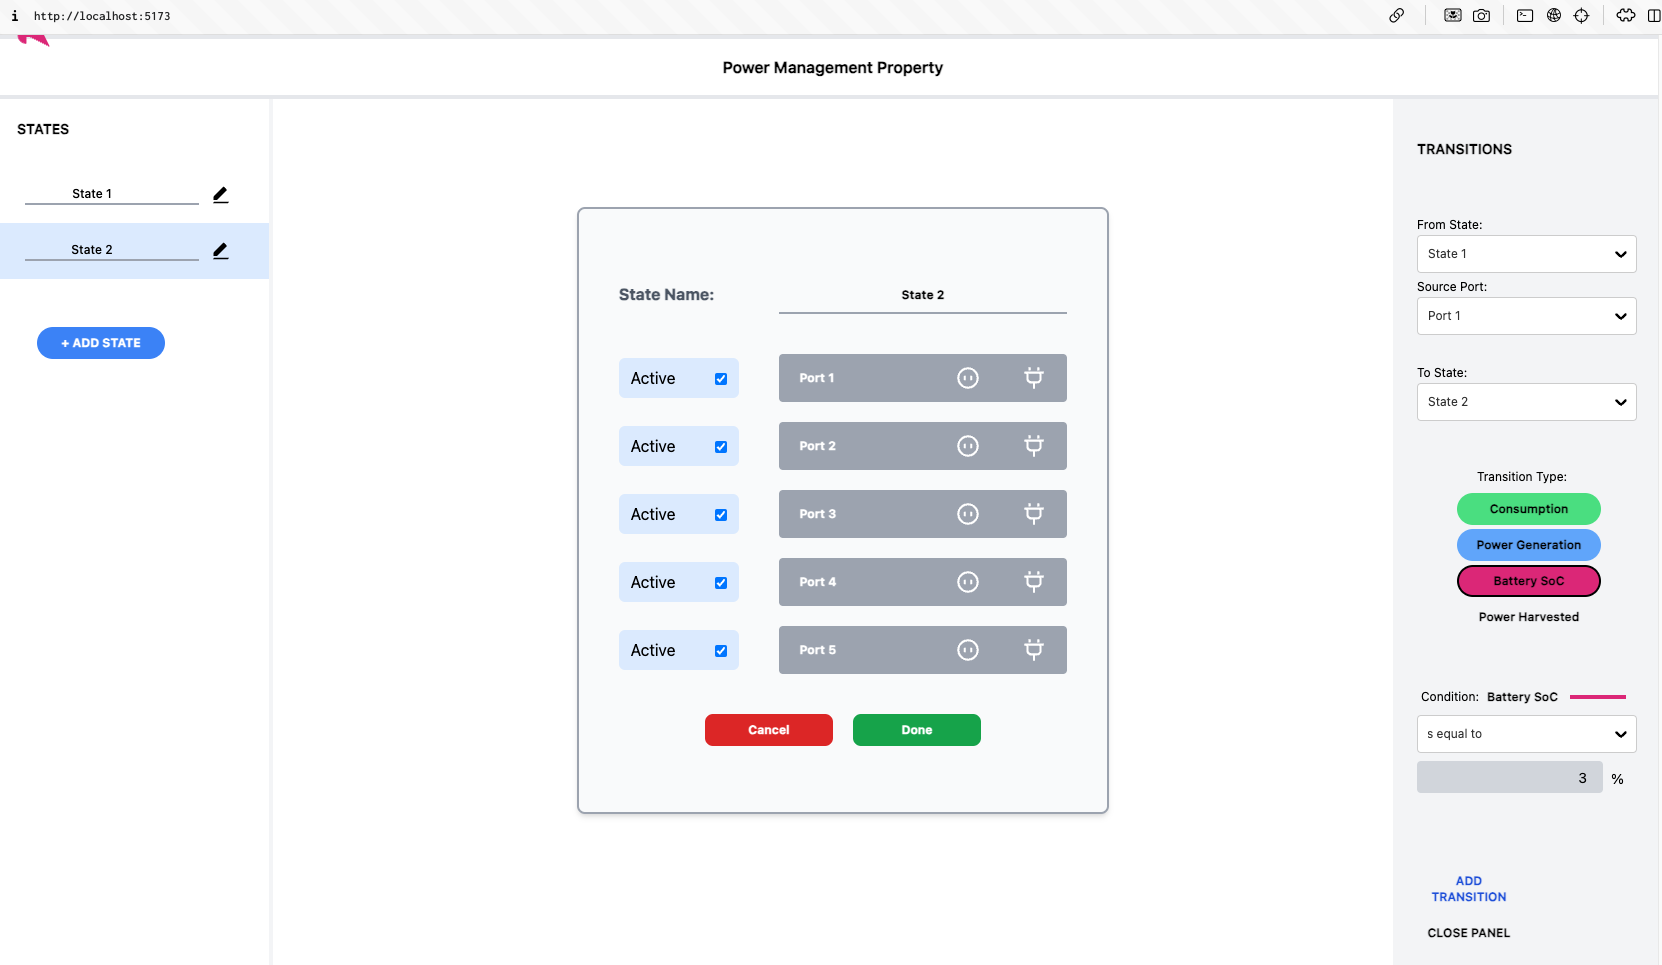 http://localhost:5173
Power Management Property
STATES
State 1
State 2
+ ADD STATE
State Name:
State 2
Active
Port 1
Active
Port 2
Active
Port 3
Active
Port 4
Active
Port 5
Cancel
Done
TRANSITIONS
From State:
State 1
Source Port:
Port 1
To State:
State 2
Transition Type:
Consumption
Power Generation
Battery SoC
Power Harvested
Condition: Battery SoC
s equal to
3 %
ADD
TRANSITION
CLOSE PANEL